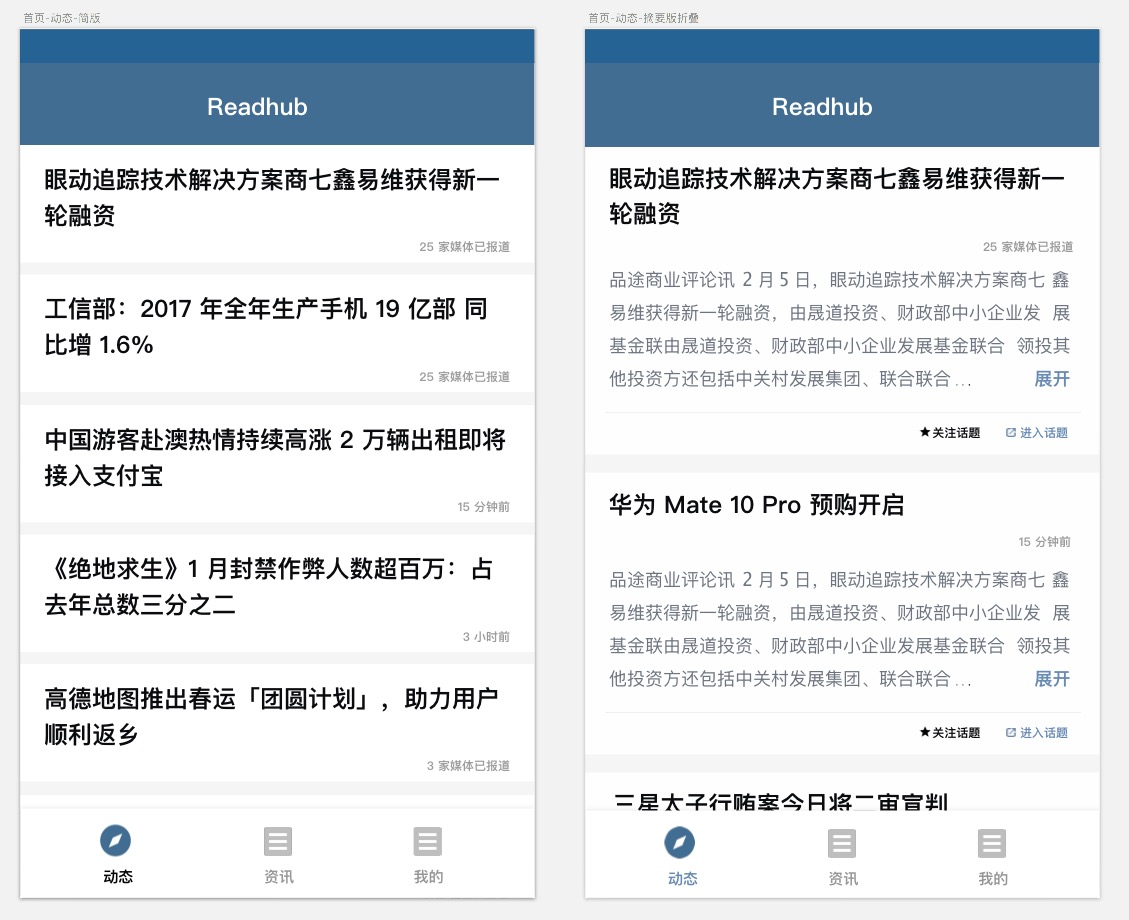 首页-动态-简版
Readhub
眼动追踪技术解决方案商七鑫易维获得新一
轮融资
25 家媒体已报道
工信部：2017 年全年生产手机 19 亿部 同
比增 1.6%
25 家媒体已报道
中国游客赴澳热情持续高涨 2 万辆出租即将
接入支付宝
15 分钟前
《绝地求生》1 月封禁作弊人数超百万：占
去年总数三分之二
3 小时前
高德地图推出春运「团圆计划」，助力用户
顺利返乡
3 家媒体已报道
动态
资讯
我的
首页-动态-摘要版折叠
Readhub
眼动追踪技术解决方案商七鑫易维获得新一
轮融资
25 家媒体已报道
品途商业评论讯 2 月 5 日，眼动追踪技术解决方案商七 鑫
易维获得新一轮融资，由晟道投资、财政部中小企业发 展
基金联由晟道投资、财政部中小企业发展基金联合 领投其
他投资方还包括中关村发展集团、联合联合 ... 展开
★关注话题 进入话题
华为 Mate 10 Pro 预购开启
15 分钟前
品途商业评论讯 2 月 5 日，眼动追踪技术解决方案商七 鑫
易维获得新一轮融资，由晟道投资、财政部中小企业发 展
基金联由晟道投资、财政部中小企业发展基金联合 领投其
他投资方还包括中关村发展集团、联合联合 ... 展开
★关注话题 进入话题
三星太子行贿案今日将二审宣判
动态
资讯
我的